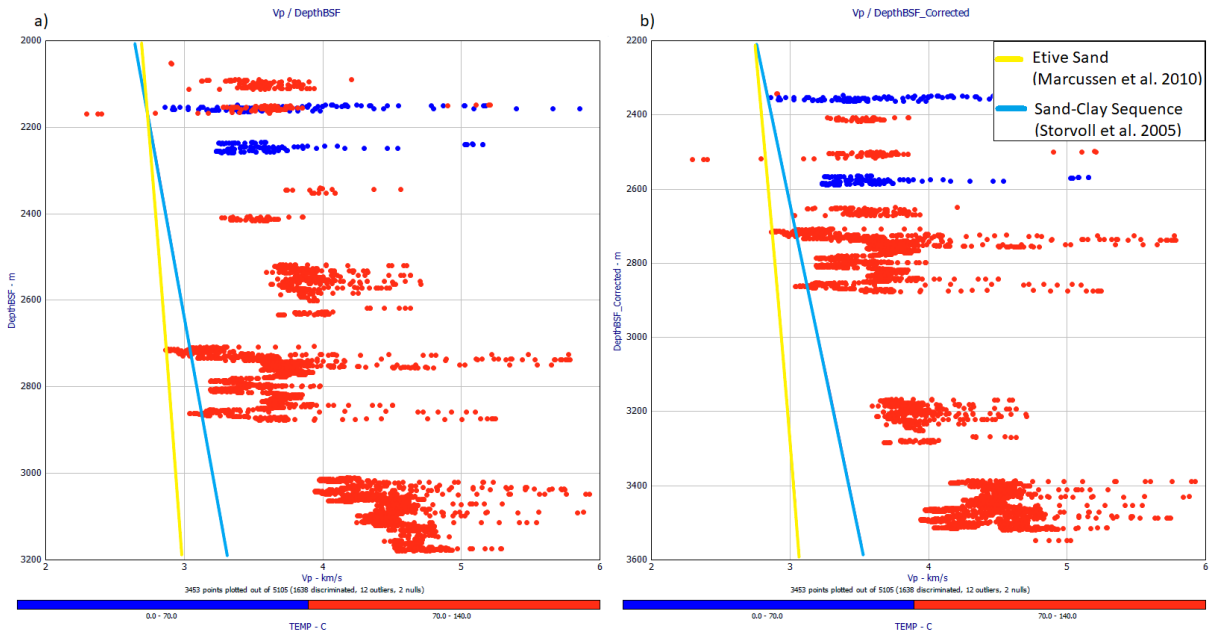 a)
Vp / DepthBSF
2000
2200
2400
2600
2800
3000
3200
DepthBSF - m
2
3
4
5
6
Vp - km/s
3453 points plotted out of 5105 (1638 discriminated, 12 outliers, 2 nulls)
0.0 - 70.0
70.0 - 140.0
TEMP - C
b)
Vp / DepthBSF_Corrected
2200
2400
2600
2800
3000
3200
3400
3600
DepthBSF_Corrected - m
Etive Sand
(Marcussen et al. 2010)
Sand-Clay Sequence
(Storvoll et al. 2005)
2
3
4
5
6
Vp - km/s
3453 points plotted out of 5105 (1638 discriminated, 12 outliers, 2 nulls)
0.0 - 70.0
70.0 - 140.0
TEMP - C